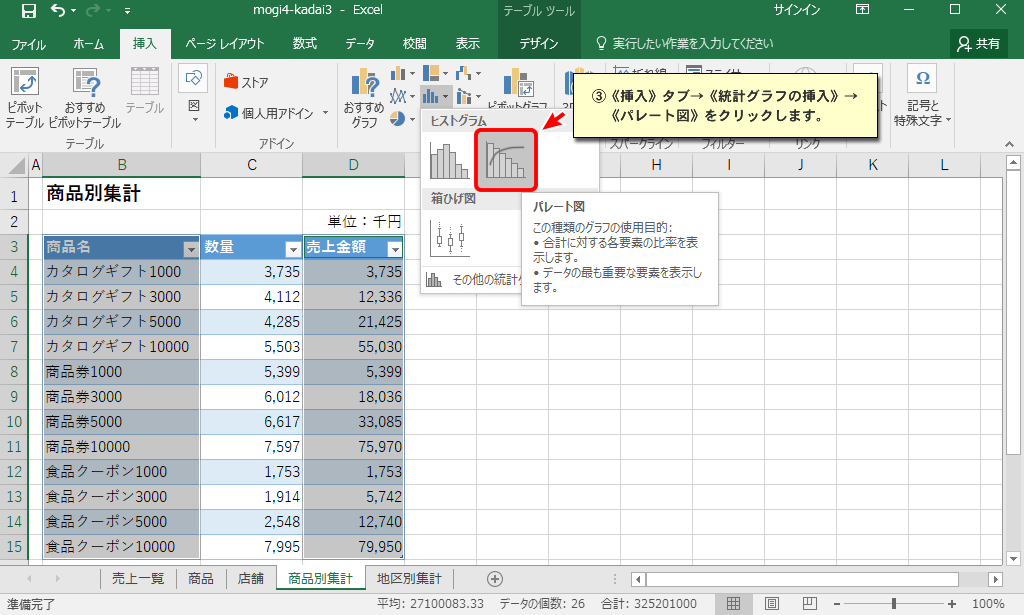 mogi4-kadai3 - Excel
テーブル ツール
サインイン
ファイル
ホーム
挿入
ページ レイアウト
数式
データ
校閲
表示
デザイン
実行したい作業を入力してください
共有
ピボット
テーブル
おすすめ
ピボットテーブル
テーブル
図
ストア
個人用アドイン
おすすめ
グラフ
記号と
特殊文字
テーブル
アドイン
スパークライン
フィルター
リンク
③《挿入》タブ→《統計グラフの挿入》→
《パレート図》をクリックします。
ヒストグラム
箱ひげ図
その他の統計
パレート図
この種類のグラフの使用目的:
• 合計に対する各要素の比率を表
示します。
• データの最も重要な要素を表示し
ます。
A B C D H I J K L
1 商品別集計
2 単位：千円
3 商品名 数量 売上金額
4 カタログギフト1000 3,735 3,735
5 カタログギフト3000 4,112 12,336
6 カタログギフト5000 4,285 21,425
7 カタログギフト10000 5,503 55,030
8 商品券1000 5,399 5,399
9 商品券3000 6,012 18,036
10 商品券5000 6,617 33,085
11 商品券10000 7,597 75,970
12 食品クーポン1000 1,753 1,753
13 食品クーポン3000 1,914 5,742
14 食品クーポン5000 2,548 12,740
15 食品クーポン10000 7,995 79,950
売上一覧 商品 店舗 商品別集計 地区別集計
準備完了
平均: 27100083.33 データの個数: 26 合計: 325201000
100%